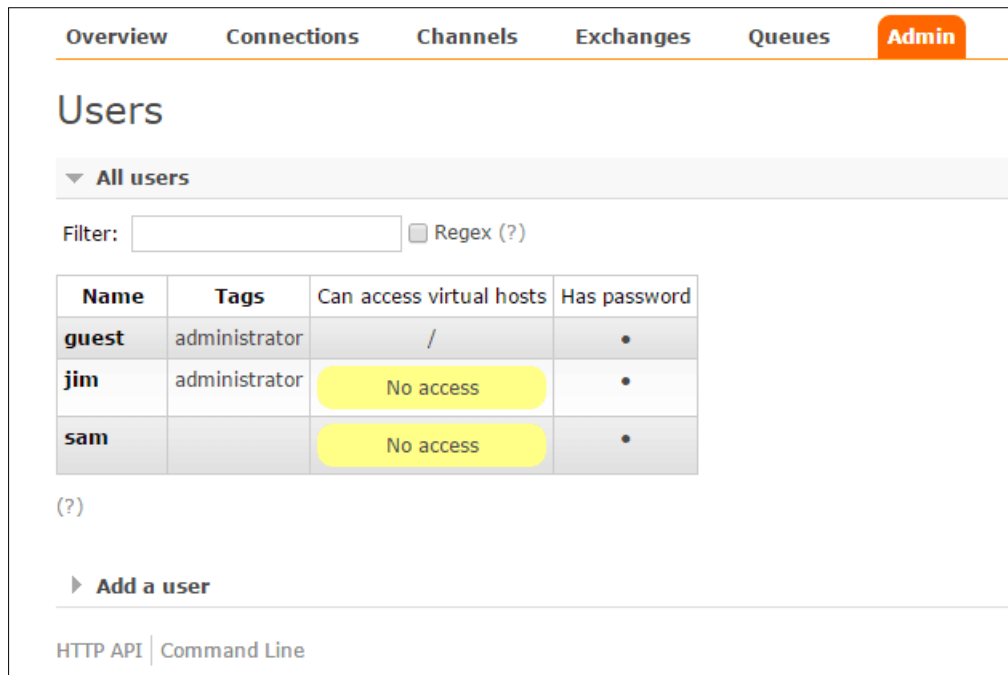 Overview Connections Channels Exchanges Queues Admin
Users
All users
Filter: Regex (?)
Name Tags Can access virtual hosts Has password
guest administrator / •
jim administrator No access •
sam No access •
(?)
Add a user
HTTP API Command Line